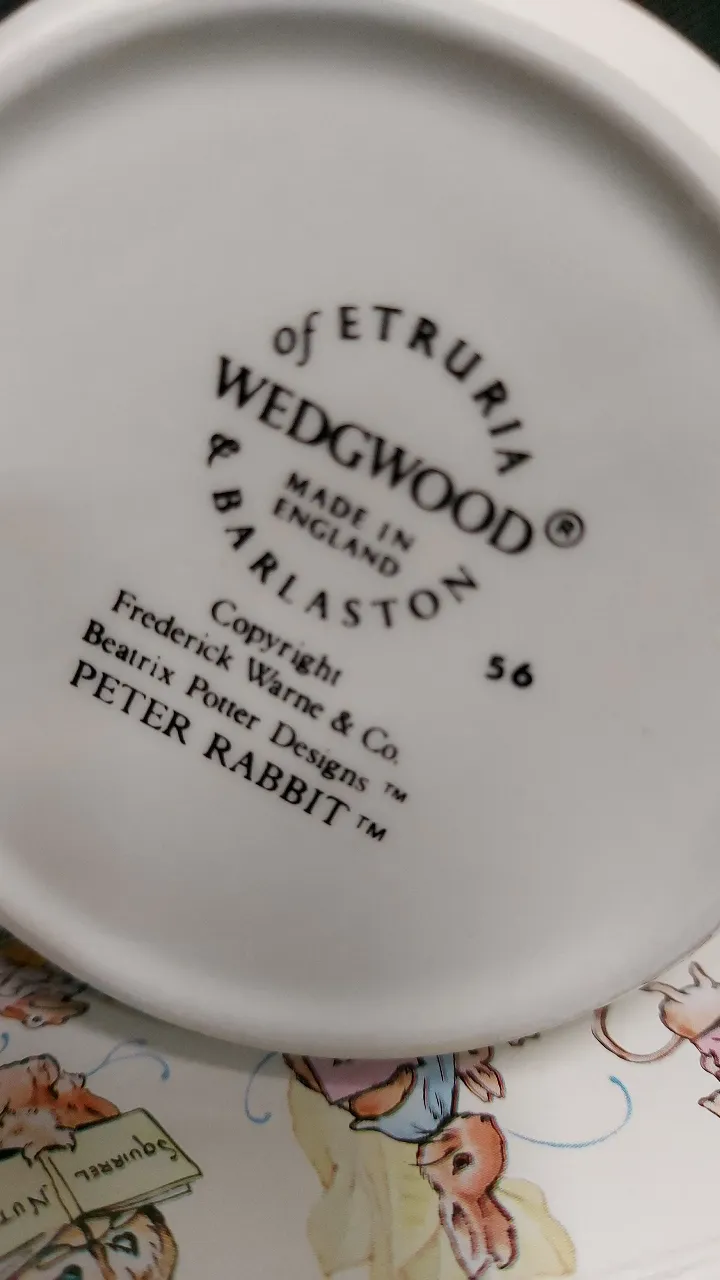 of ETRURIA
WEDGWOOD®
MADE IN
ENGLAND
& BARLASTON
56
Copyright
Frederick Warne & Co.
Beatrix Potter Designs ™
PETER RABBIT ™
SQUIRREL
NUT